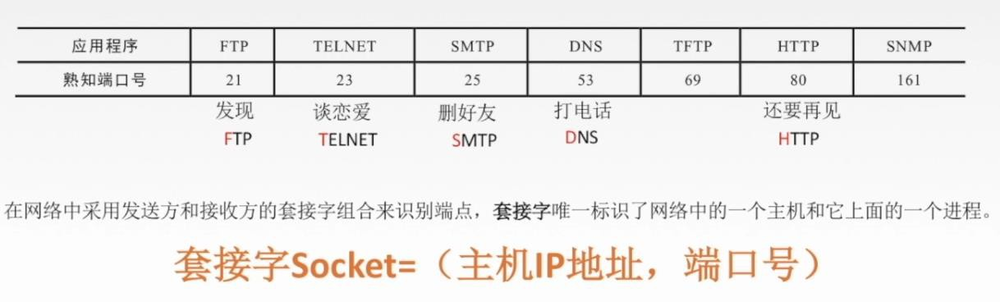 应用程序 FTP TELNET SMTP DNS TFTP HTTP SNMP
熟知端口号 21 23 25 53 69 80 161
发现 谈恋爱 删好友 打电话 还要再见
FTP TELNET SMTP DNS HTTP
在网络中采用发送方和接收方的套接字组合来识别端点，套接字唯一标识了网络中的一个主机和它上面的一个进程。
套接字Socket=（主机IP地址，端口号）